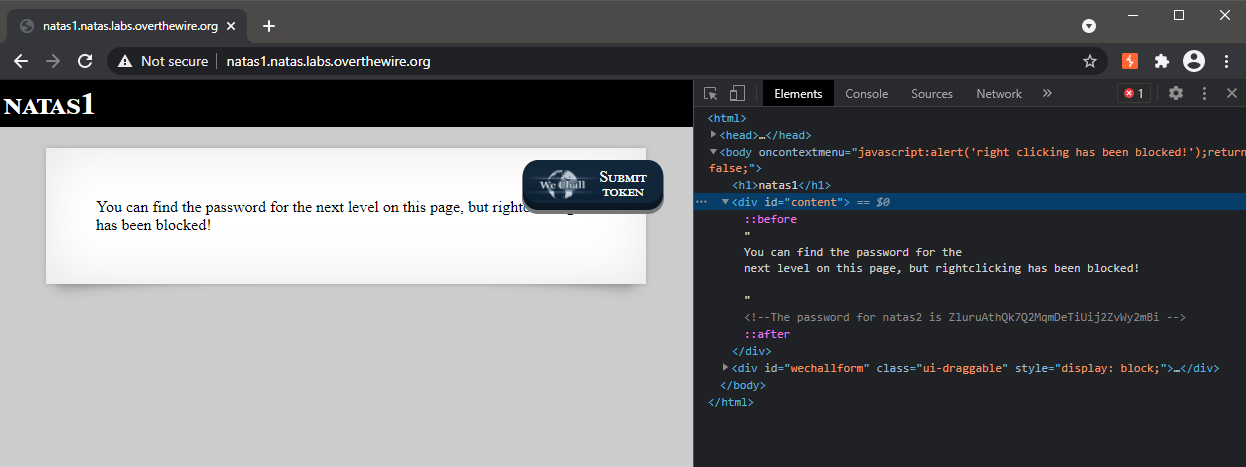 natas1.natas.labs.overthewire.org
Not secure natas1.natas.labs.overthewire.org
NATAS1
We Chall
Submit
token
You can find the password for the next level on this page, but rightc
has been blocked!
Elements Console Sources Network 1
<html>
<head>…</head>
<body oncontextmenu="javascript:alert('right clicking has been blocked!');return
false;">
<h1>natas1</h1>
<div id="content"> == $0
::before
"
You can find the password for the
next level on this page, but rightclicking has been blocked!
"
<!--The password for natas2 is ZluruAthQk7Q2MqmDeTiUij2ZvWy2mBi -->
::after
</div>
<div id="wechallform" class="ui-draggable" style="display: block;">…</div>
</body>
</html>